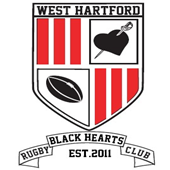 WEST HARTFORD
BLACK HEARTS
RUGBY CLUB
EST.2011